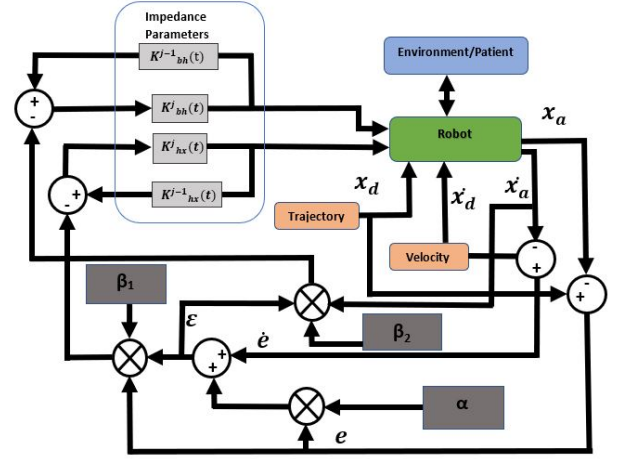 Impedance
Parameters
K^{j-1}_{bh}(t)
Environment/Patient
+
-
K^{j}_{bh}(t)
x_a
Robot
K^{j}_{hx}(t)
+
-
K^{j-1}_{hx}(t)
x_d
ẋ_d
ẋ_a
Trajectory
Velocity
-
+
-
+
β₁
ε
ė
β₂
+
+
α
e